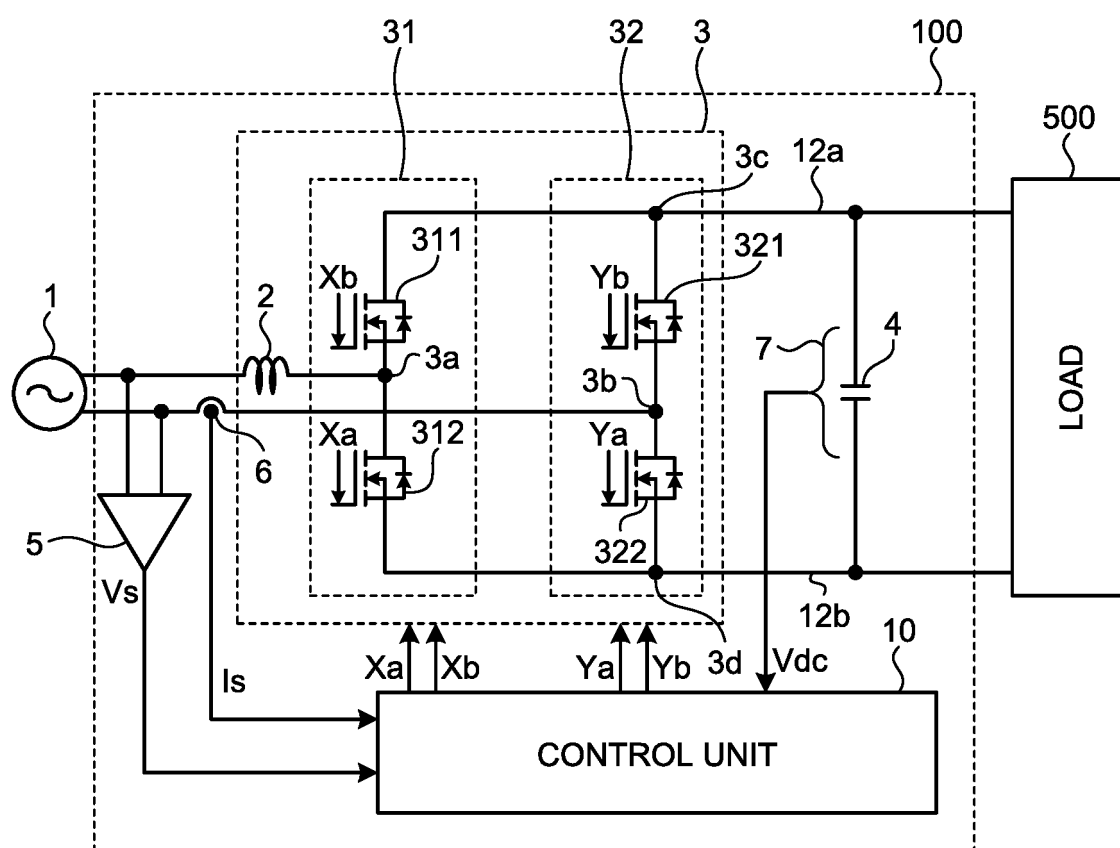 31
32
3
100
500
3c
12a
311
321
Xb
Yb
1
2
7
4
3a
3b
LOAD
Xa
312
Ya
6
5
322
Vs
12b
10
Xa
Xb
Ya
Yb
3d
Vdc
Is
CONTROL UNIT